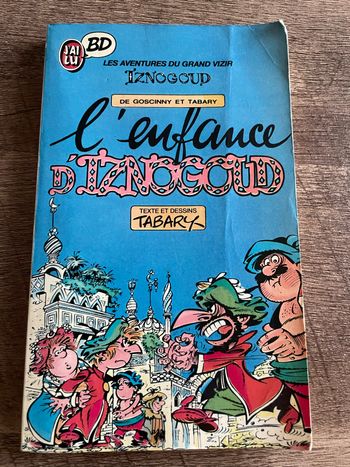 J'AI LU
BD
LES AVENTURES DU GRAND VIZIR
IZNOGOUD
DE GOSCINNY ET TABARY
l'enfance
D'IZNOGOUD
TEXTE ET DESSINS
TABARY